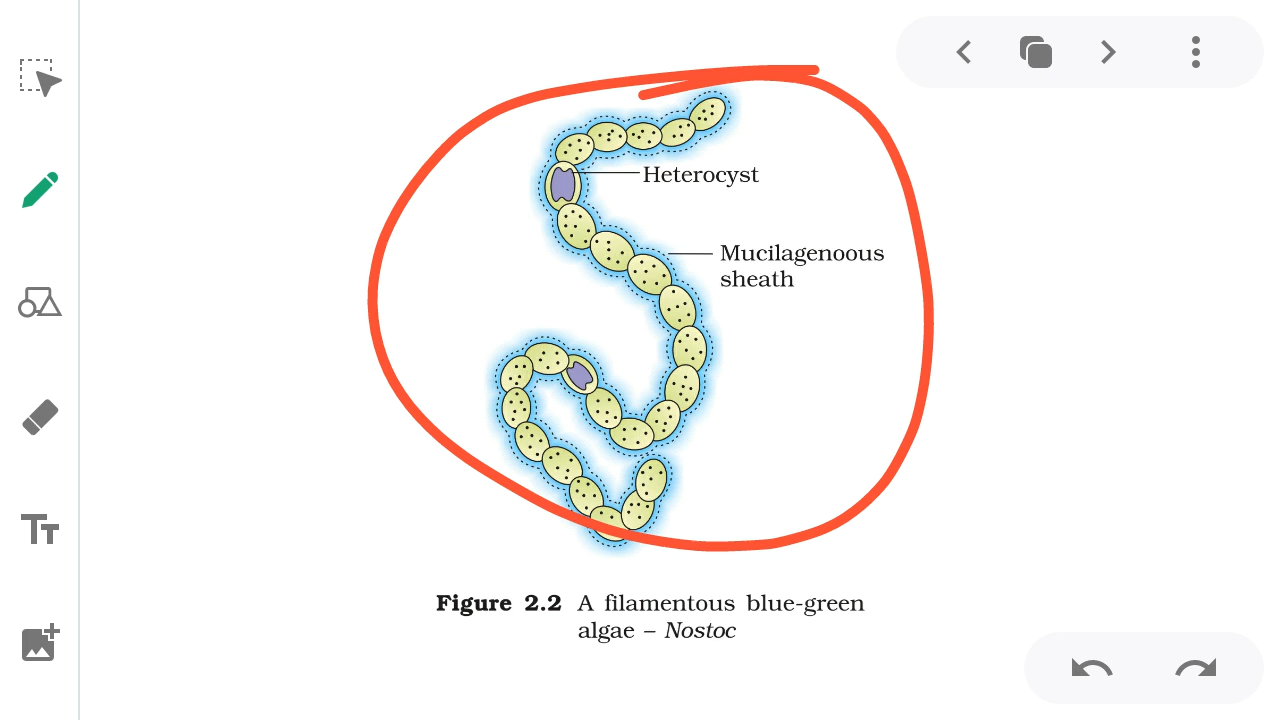 Heterocyst
Mucilagenoous
sheath
Figure 2.2 A filamentous blue-green
algae – Nostoc